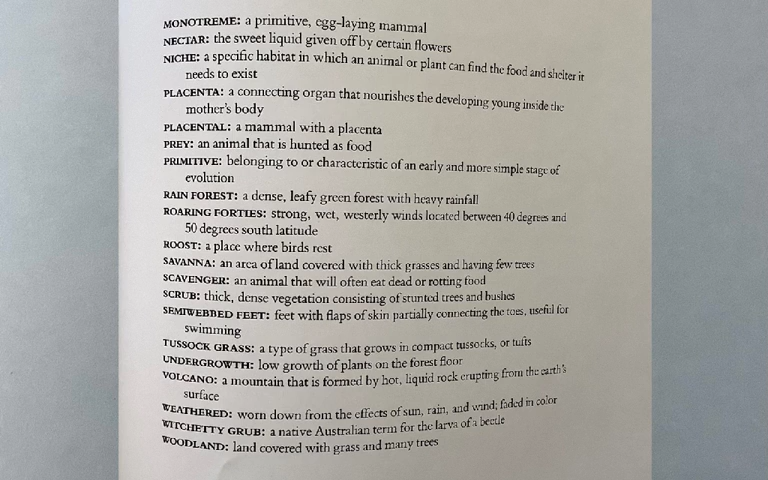 MONOTREME: a primitive, egg-laying mammal
NECTAR: the sweet liquid given off by certain flowers
NICHE: a specific habitat in which an animal or plant can find the food and shelter it
needs to exist
PLACENTA: a connecting organ that nourishes the developing young inside the
mother's body
PLACENTAL: a mammal with a placenta
PREY: an animal that is hunted as food
PRIMITIVE: belonging to or characteristic of an early and more simple stage of
evolution
RAIN FOREST: a dense, leafy green forest with heavy rainfall
ROARING FORTIES: strong, wet, westerly winds located between 40 degrees and
50 degrees south latitude
ROOST: a place where birds rest
SAVANNA: an area of land covered with thick grasses and having few trees
SCAVENGER: an animal that will often eat dead or rotting food
SCRUB: thick, dense vegetation consisting of stunted trees and bushes
SEMIWEBBED FEET: feet with flaps of skin partially connecting the toes, useful for
swimming
TUSSOCK GRASS: a type of grass that grows in compact tussocks, or tufts
UNDERGROWTH: low growth of plants on the forest floor
VOLCANO: a mountain that is formed by hot, liquid rock erupting from the earth's
surface
WEATHERED: worn down from the effects of sun, rain, and wind; faded in color
WITCHETTY GRUB: a native Australian term for the larva of a beetle
WOODLAND: land covered with grass and many trees